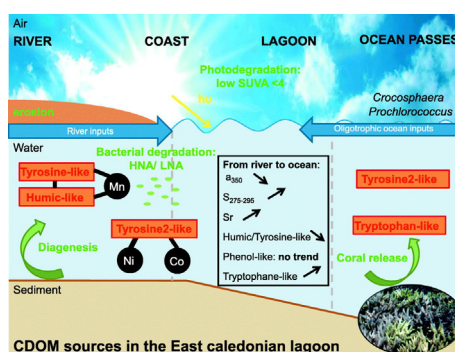 Air
RIVER COAST LAGOON OCEAN PASSES
Photodegradation:
low SUVA <4
hu
Crocosphaera
Prochlorococcus
erosion
River inputs
Oligotrophic ocean inputs
Water
Bacterial degradation:
HNA/ LNA
Tyrosine-like
Humic-like
Mn
Tyrosine2-like
Ni
Co
Diagenesis
From river to ocean:
a350
S275-295
Sr
Humic/Tyrosine-like
Phenol-like: no trend
Tryptophane-like
Tyrosine2-like
Tryptophan-like
Coral release
Sediment
CDOM sources in the East caledonian lagoon